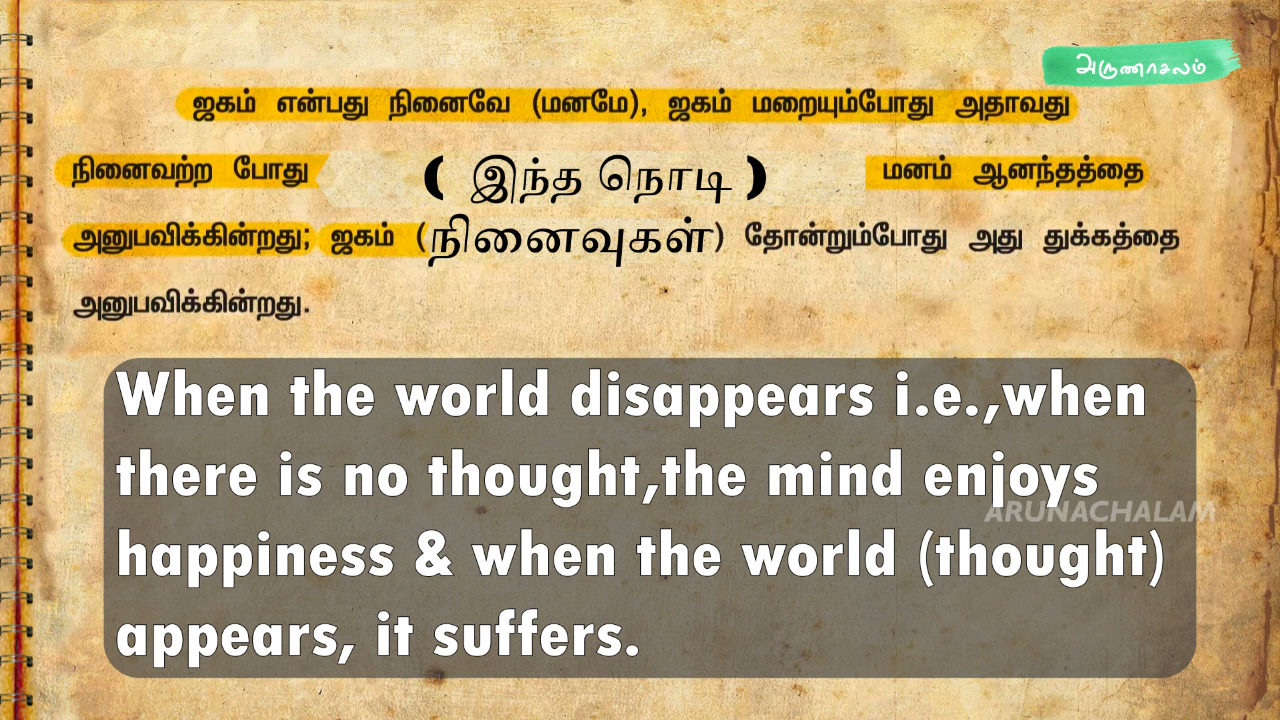 அருணாசலம்
ஜகம் என்பது நினைவே (மனமே), ஜகம் மறையும்போது அதாவது
நினைவற்ற போது ( இந்த நொடி ) மனம் ஆனந்தத்தை
அனுபவிக்கின்றது; ஜகம் (நினைவுகள்) தோன்றும்போது அது துக்கத்தை
அனுபவிக்கின்றது.
When the world disappears i.e.,when
there is no thought,the mind enjoys
ARUNACHALAM
happiness & when the world (thought)
appears, it suffers.